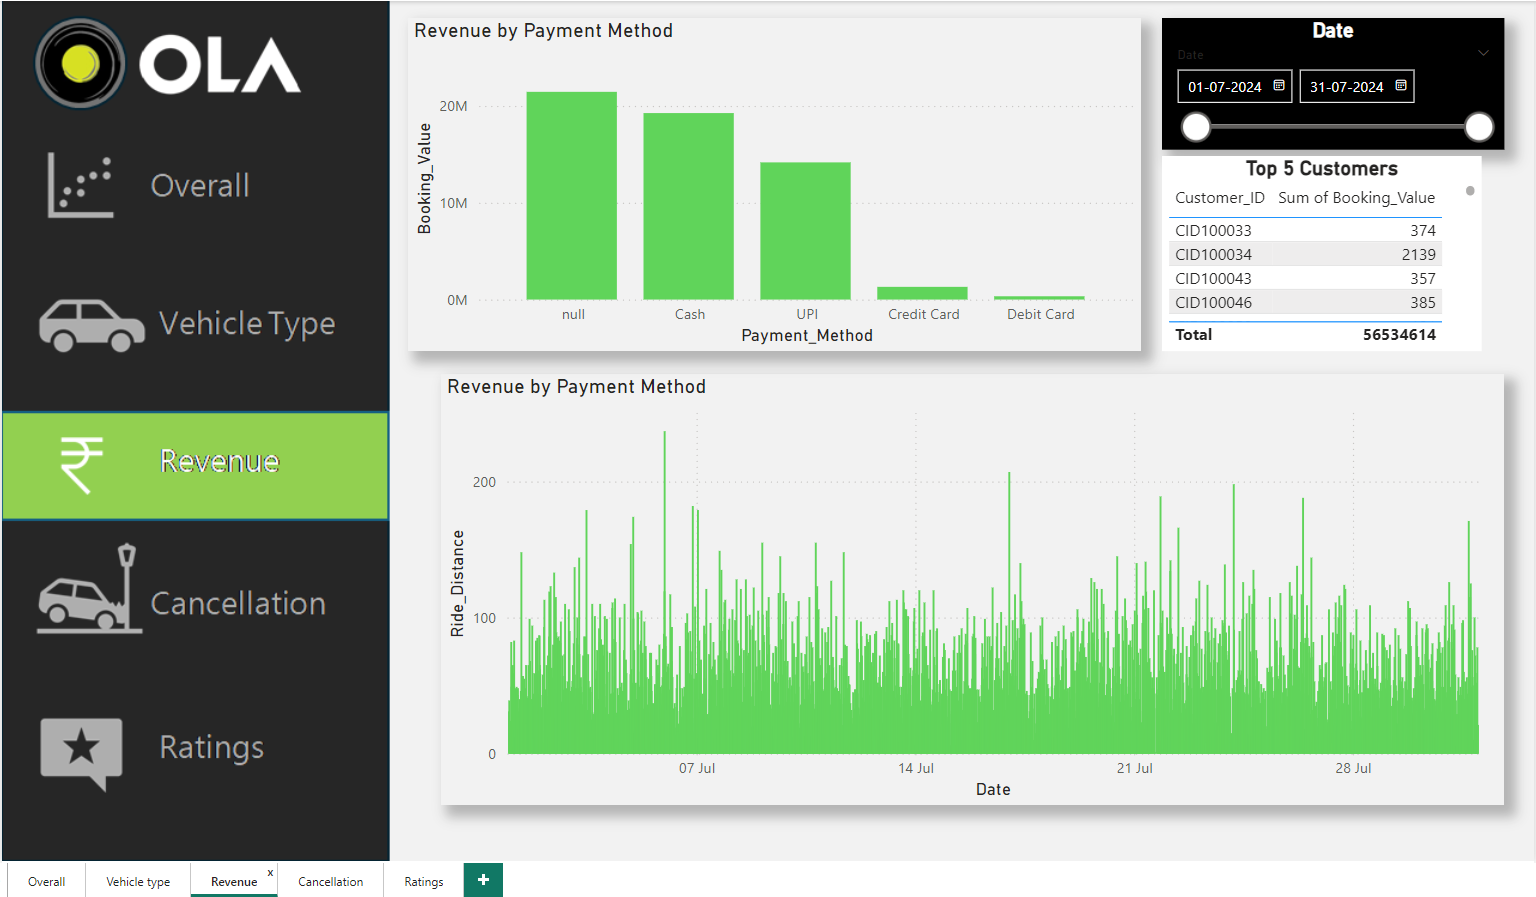 OLA
Overall
Vehicle Type
Revenue
Cancellation
Ratings
Revenue by Payment Method
Booking_Value
20M
10M
0M
null Cash UPI Credit Card Debit Card
Payment_Method
Date
Date
01-07-2024 31-07-2024
Top 5 Customers
Customer_ID Sum of Booking_Value
CID100033 374
CID100034 2139
CID100043 357
CID100046 385
Total 56534614
Revenue by Payment Method
Ride_Distance
200
100
0
07 Jul 14 Jul 21 Jul 28 Jul
Date
Overall Vehicle type Revenue x Cancellation Ratings +